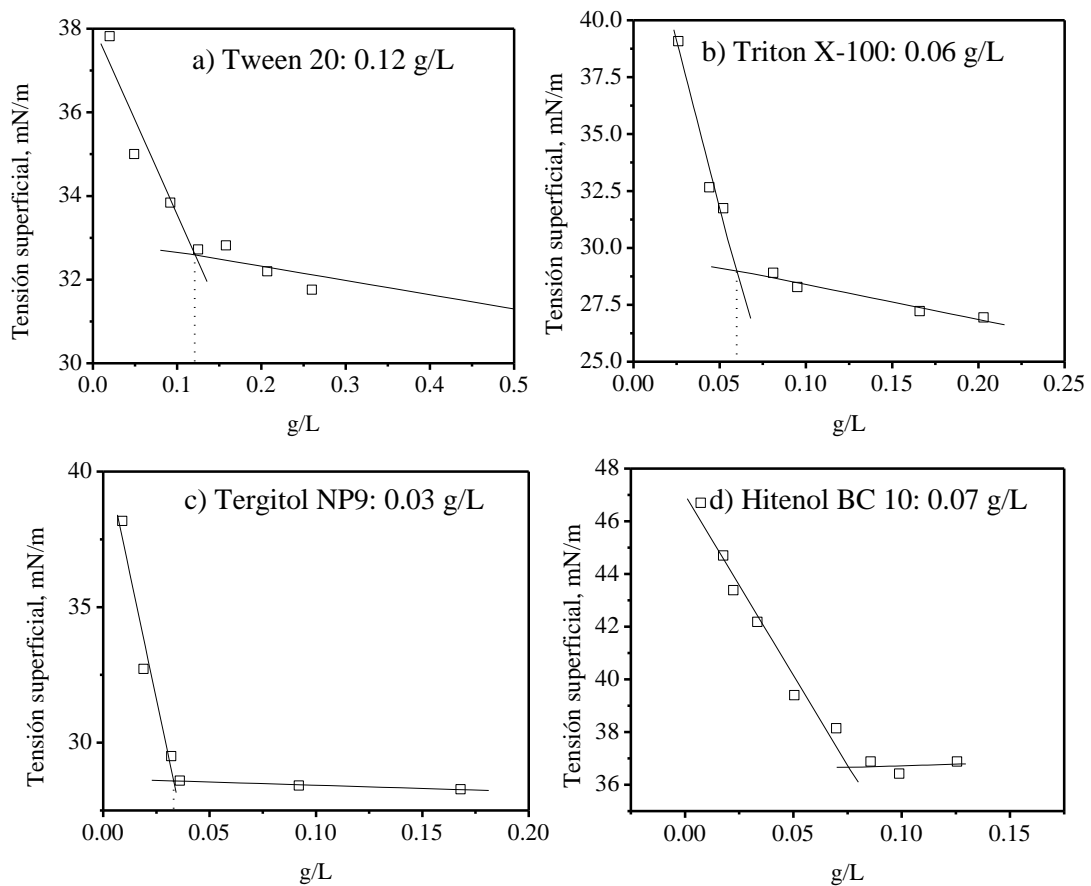 a) Tween 20: 0.12 g/L
Tensión superficial, mN/m
38
36
34
32
30
0.0 0.1 0.2 0.3 0.4 0.5
g/L
b) Triton X-100: 0.06 g/L
Tensión superficial, mN/m
40.0
37.5
35.0
32.5
30.0
27.5
25.0
0.00 0.05 0.10 0.15 0.20 0.25
g/L
c) Tergitol NP9: 0.03 g/L
Tensión superficial, mN/m
40
35
30
0.00 0.05 0.10 0.15 0.20
g/L
d) Hitenol BC 10: 0.07 g/L
Tensión superficial, mN/m
48
46
44
42
40
38
36
34
0.00 0.05 0.10 0.15
g/L